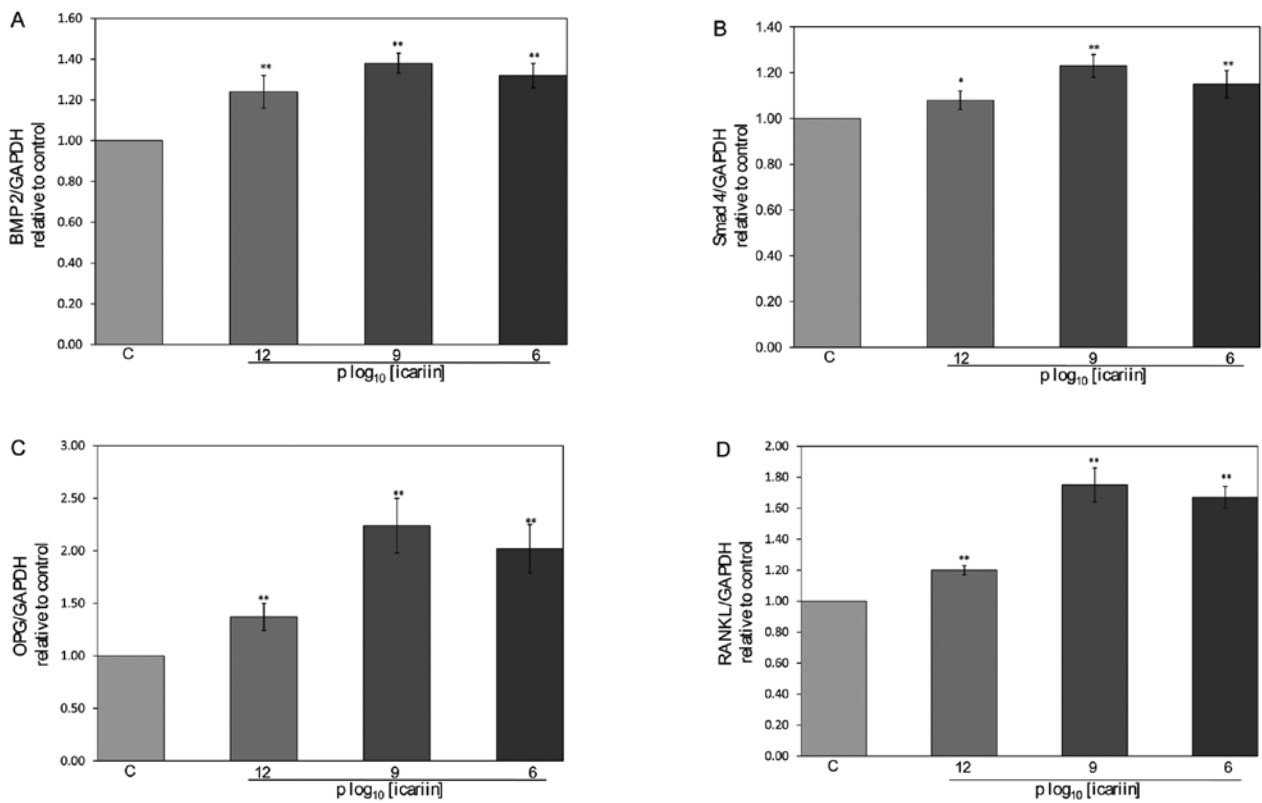 A
BMP 2/GAPDH
relative to control
1.60
1.40
1.20
1.00
0.80
0.60
0.40
0.20
0.00
**
**
**
C 12 9 6
p log10 [icariin]
B
Smad 4/GAPDH
relative to control
1.40
1.20
1.00
0.80
0.60
0.40
0.20
0.00
*
**
**
C 12 9 6
p log10 [icariin]
C
OPG/GAPDH
relative to control
3.00
2.50
2.00
1.50
1.00
0.50
0.00
**
**
**
C 12 9 6
p log10 [icariin]
D
RANKL/GAPDH
relative to control
2.00
1.80
1.60
1.40
1.20
1.00
0.80
0.60
0.40
0.20
0.00
**
**
**
C 12 9 6
p log10 [icariin]